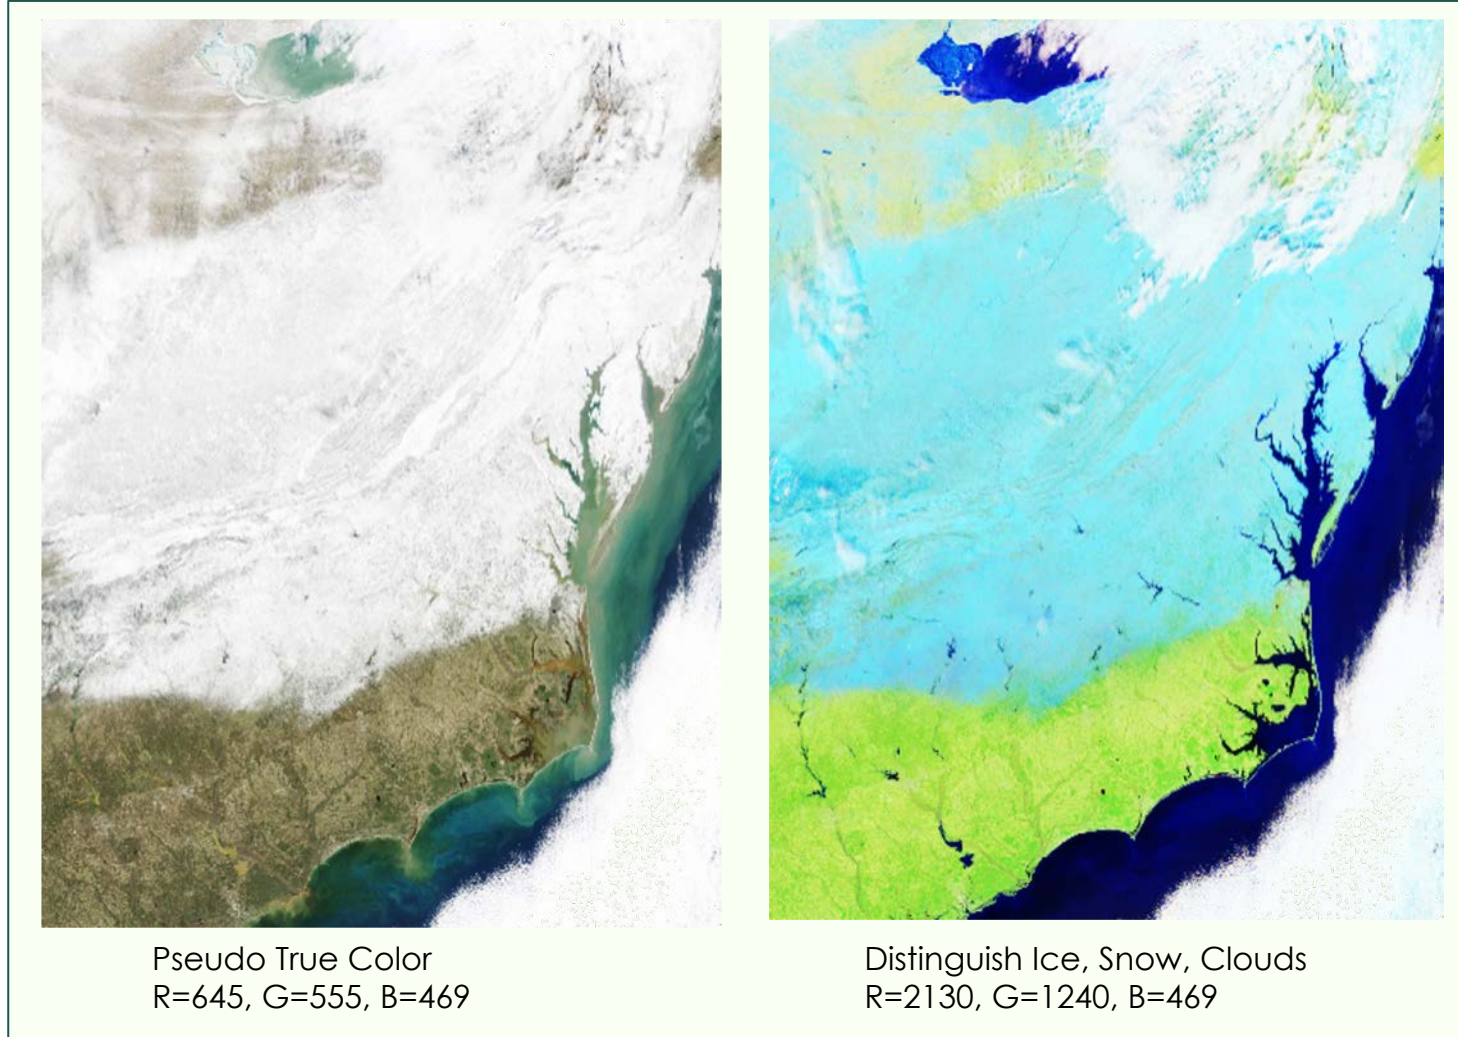 Pseudo True Color
R=645, G=555, B=469
Distinguish Ice, Snow, Clouds
R=2130, G=1240, B=469